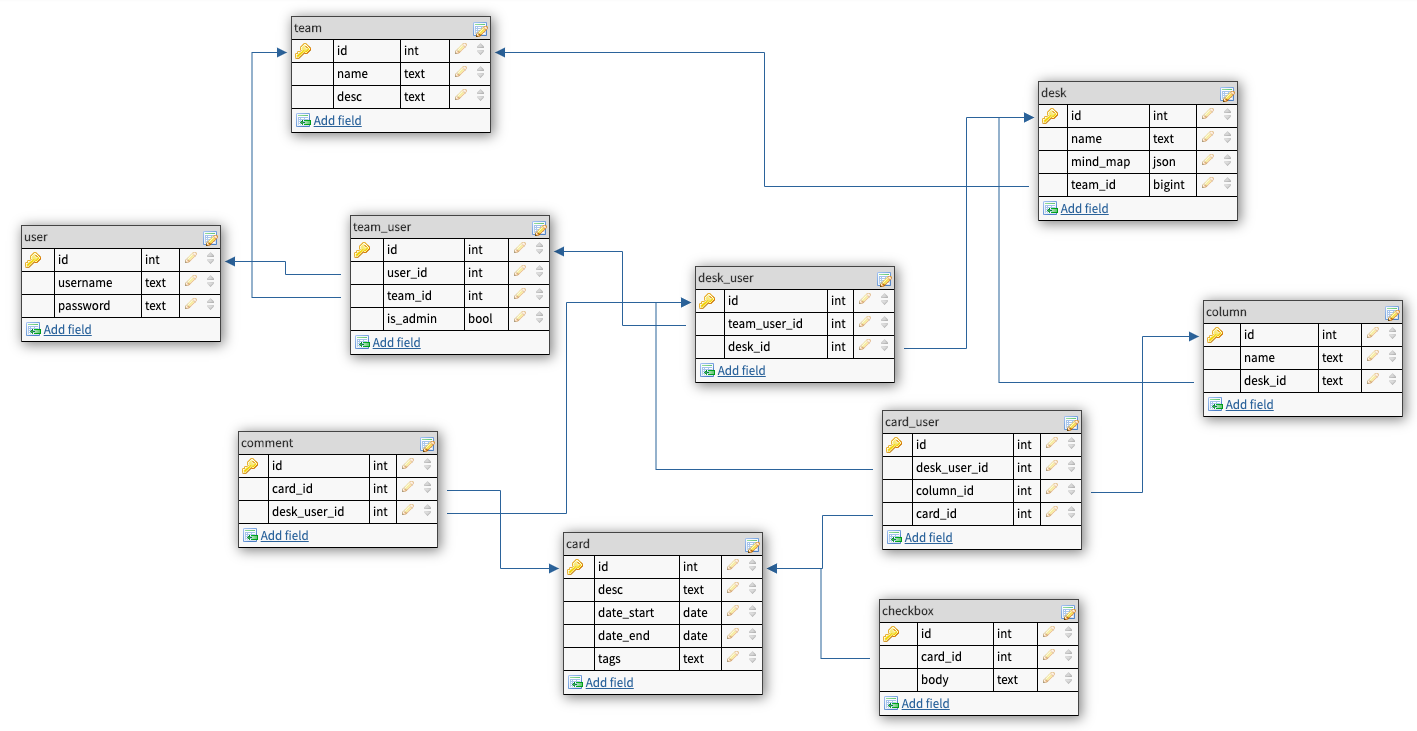 team
id int
name text
desc text
Add field
desk
id int
name text
mind_map json
team_id bigint
Add field
user
id int
username text
password text
Add field
team_user
id int
user_id int
team_id int
is_admin bool
Add field
desk_user
id int
team_user_id int
desk_id int
Add field
column
id int
name text
desk_id text
Add field
comment
id int
card_id int
desk_user_id int
Add field
card_user
id int
desk_user_id int
column_id int
card_id int
Add field
card
id int
desc text
date_start date
date_end date
tags text
Add field
checkbox
id int
card_id int
body text
Add field